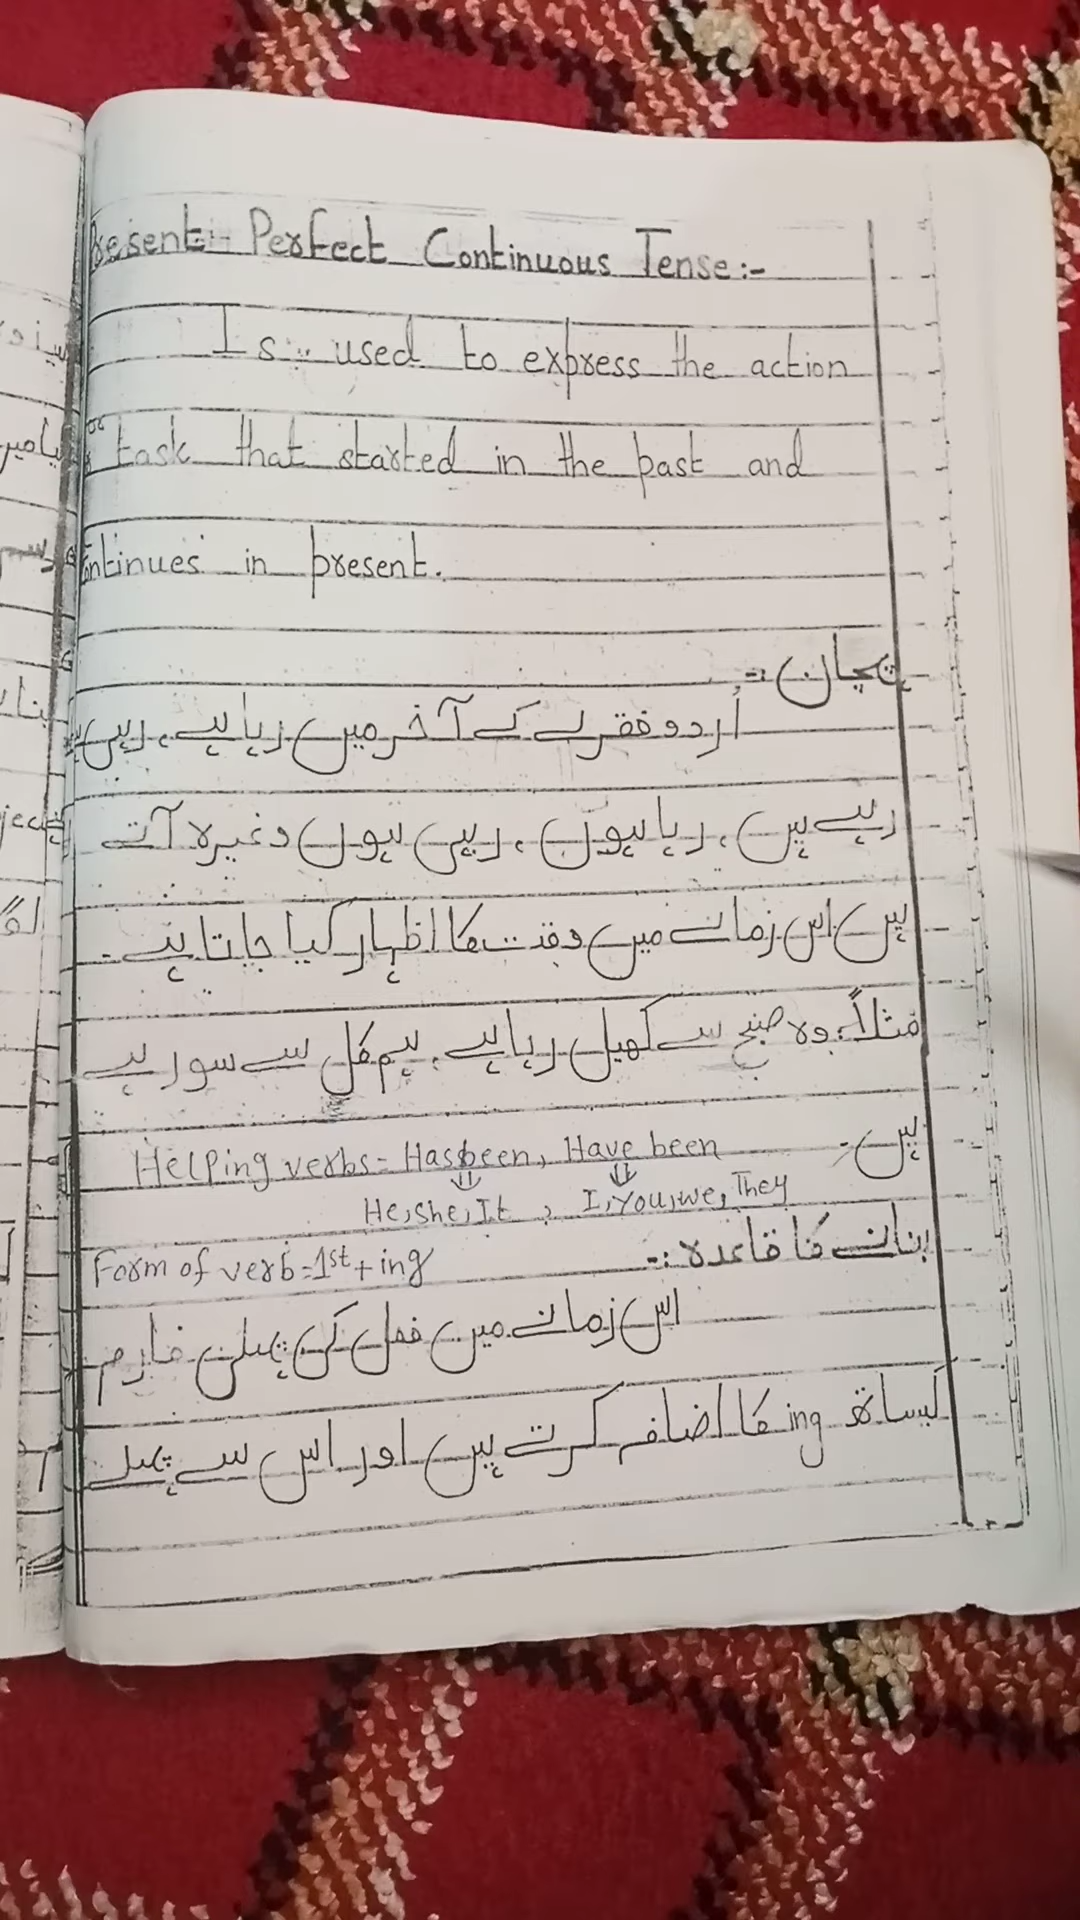 Present:- Perfect Continuous Tense:-
Is used to express the action
or task that started in the past and
continues in present.
پہچان :-
اُردو فقرے کے آخر میں رہا ہے، رہی ہے
رہے ہیں، رہا ہوں، رہی ہوں وغیرہ آتے
ہیں اس زمانے میں وقت کا اظہار کیا جاتا ہے۔
مثلاً: وہ صبح سے کھیل رہا ہے، ہم کل سے سو رہے
ہیں۔
Helping verbs = Has been, Have been
He, She, It , I, You, we, They
بنانے کا قاعدہ :-
Form of verb = 1st + ing
اس زمانے میں فعل کی پہلی فارم
کیساتھ ing کا اضافہ کرتے ہیں اور اس سے پہلے